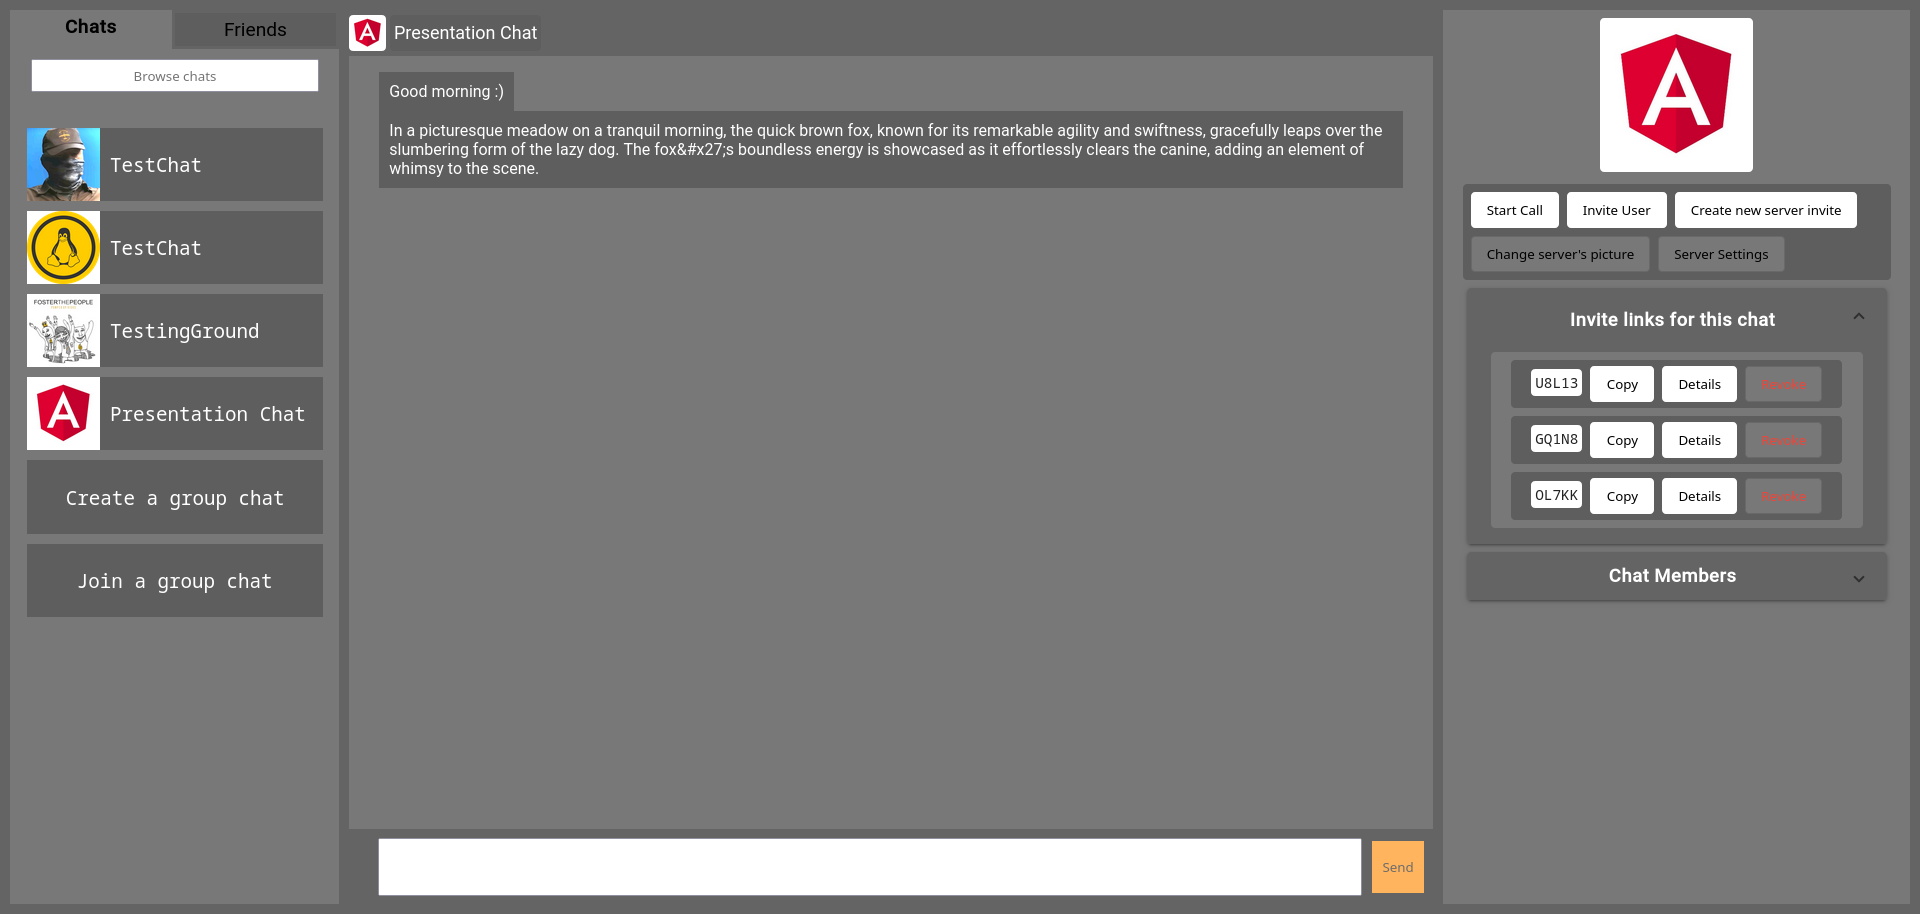 Chats
Friends
Browse chats
TestChat
TestChat
FOSTERTHEPEOPLE
TestingGround
Presentation Chat
Create a group chat
Join a group chat
Presentation Chat
Good morning :)
In a picturesque meadow on a tranquil morning, the quick brown fox, known for its remarkable agility and swiftness, gracefully leaps over the
slumbering form of the lazy dog. The fox&#x27;s boundless energy is showcased as it effortlessly clears the canine, adding an element of
whimsy to the scene.
Send
Start Call
Invite User
Create new server invite
Change server's picture
Server Settings
Invite links for this chat
U8L13 Copy Details Revoke
GQ1N8 Copy Details Revoke
OL7KK Copy Details Revoke
Chat Members